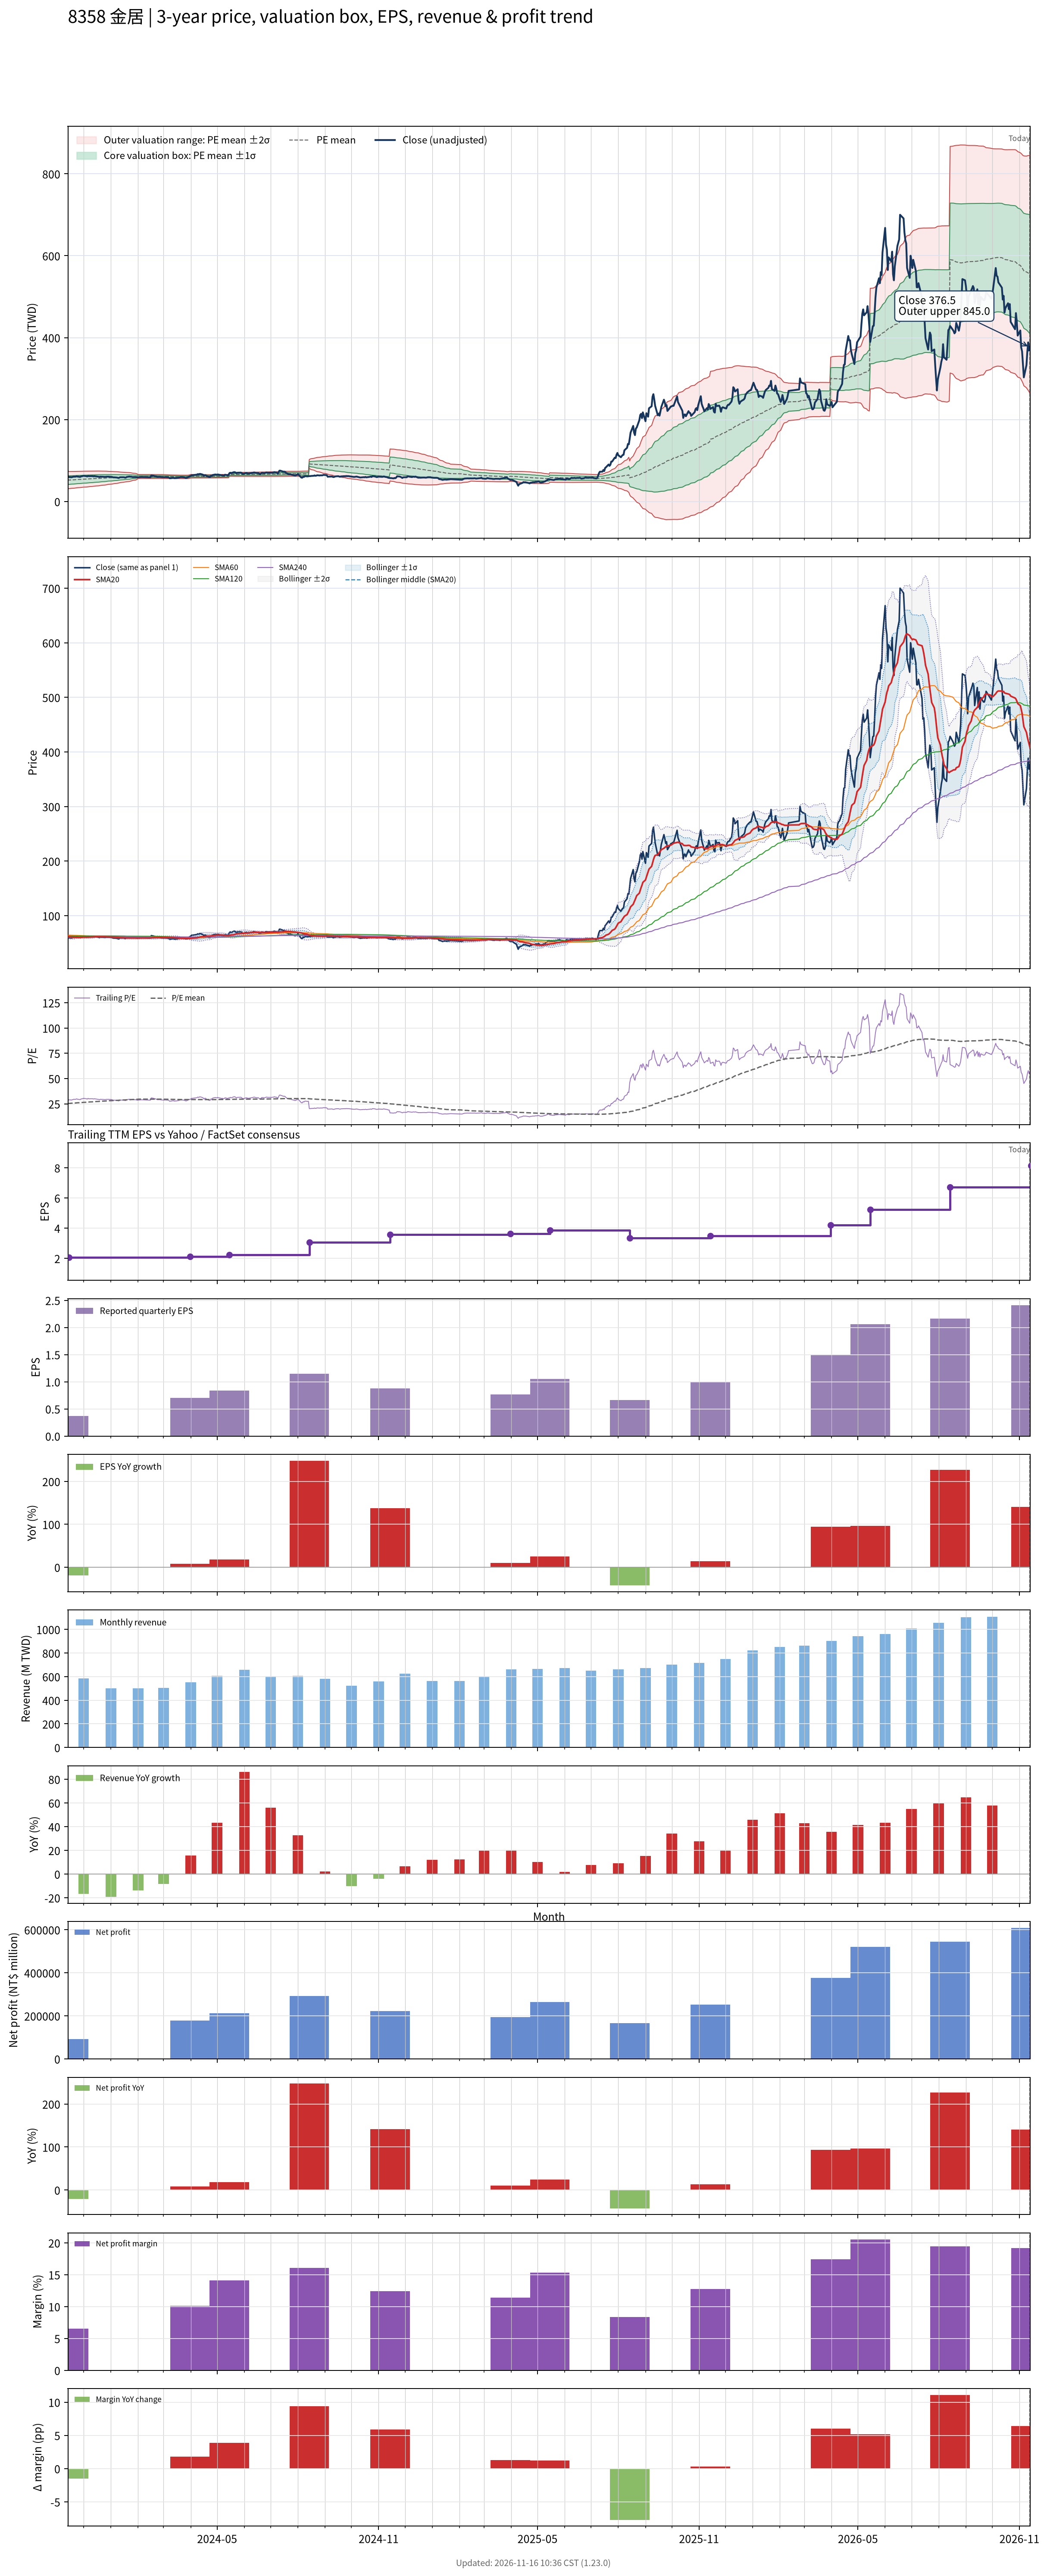 8358 金居 | 3-year price, valuation box, EPS, revenue & profit trend
Outer valuation range: PE mean ±2σ
PE mean
Close (unadjusted)
Core valuation box: PE mean ±1σ
Today
800
600
400
200
0
Price (TWD)
Close 376.5
Outer upper 845.0
Close (same as panel 1)
SMA20
SMA60
SMA120
SMA240
Bollinger ±2σ
Bollinger ±1σ
Bollinger middle (SMA20)
700
600
500
400
300
200
100
Price
Trailing P/E
P/E mean
125
100
75
50
25
P/E
Trailing TTM EPS vs Yahoo / FactSet consensus
Today
8
6
4
2
EPS
Reported quarterly EPS
2.5
2.0
1.5
1.0
0.5
0.0
EPS
EPS YoY growth
200
100
0
YoY (%)
Monthly revenue
1000
800
600
400
200
0
Revenue (M TWD)
Revenue YoY growth
80
60
40
20
0
-20
YoY (%)
Month
Net profit
600000
400000
200000
0
Net profit (NT$ million)
Net profit YoY
200
100
0
YoY (%)
Net profit margin
20
15
10
5
0
Margin (%)
Margin YoY change
10
5
0
-5
Δ margin (pp)
2024-05
2024-11
2025-05
2025-11
2026-05
2026-11
Updated: 2026-11-16 10:36 CST (1.23.0)